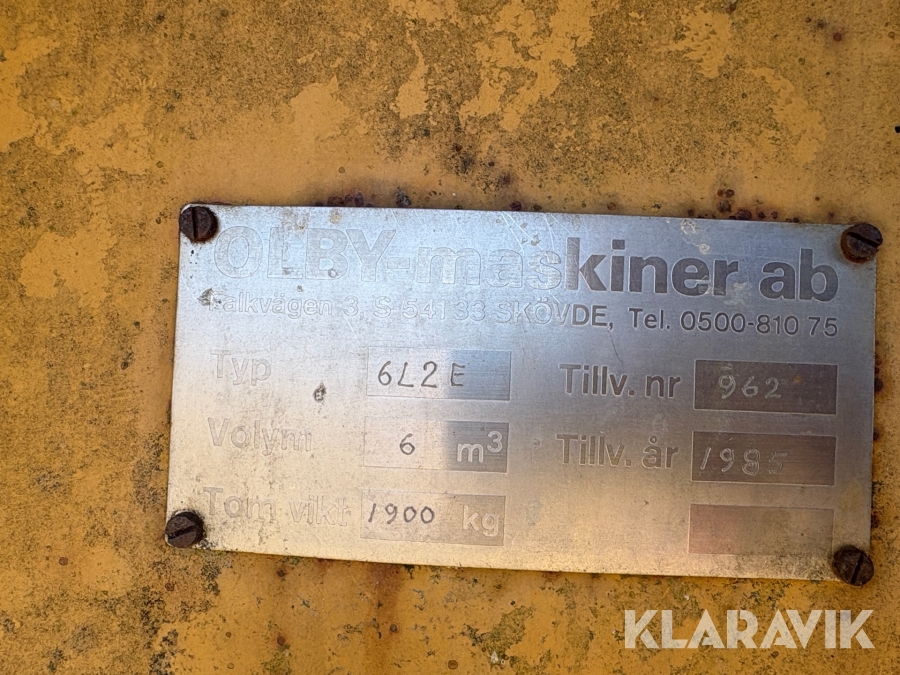 OLBY-maskiner ab
Falkvägen 3, S-541 33 SKÖVDE, Tel. 0500-810 75
Typ 6L2E Tillv. nr 962
Volym 6 m³ Tillv. år 1985
Tom vikt 1900 kg
KLARAVIK